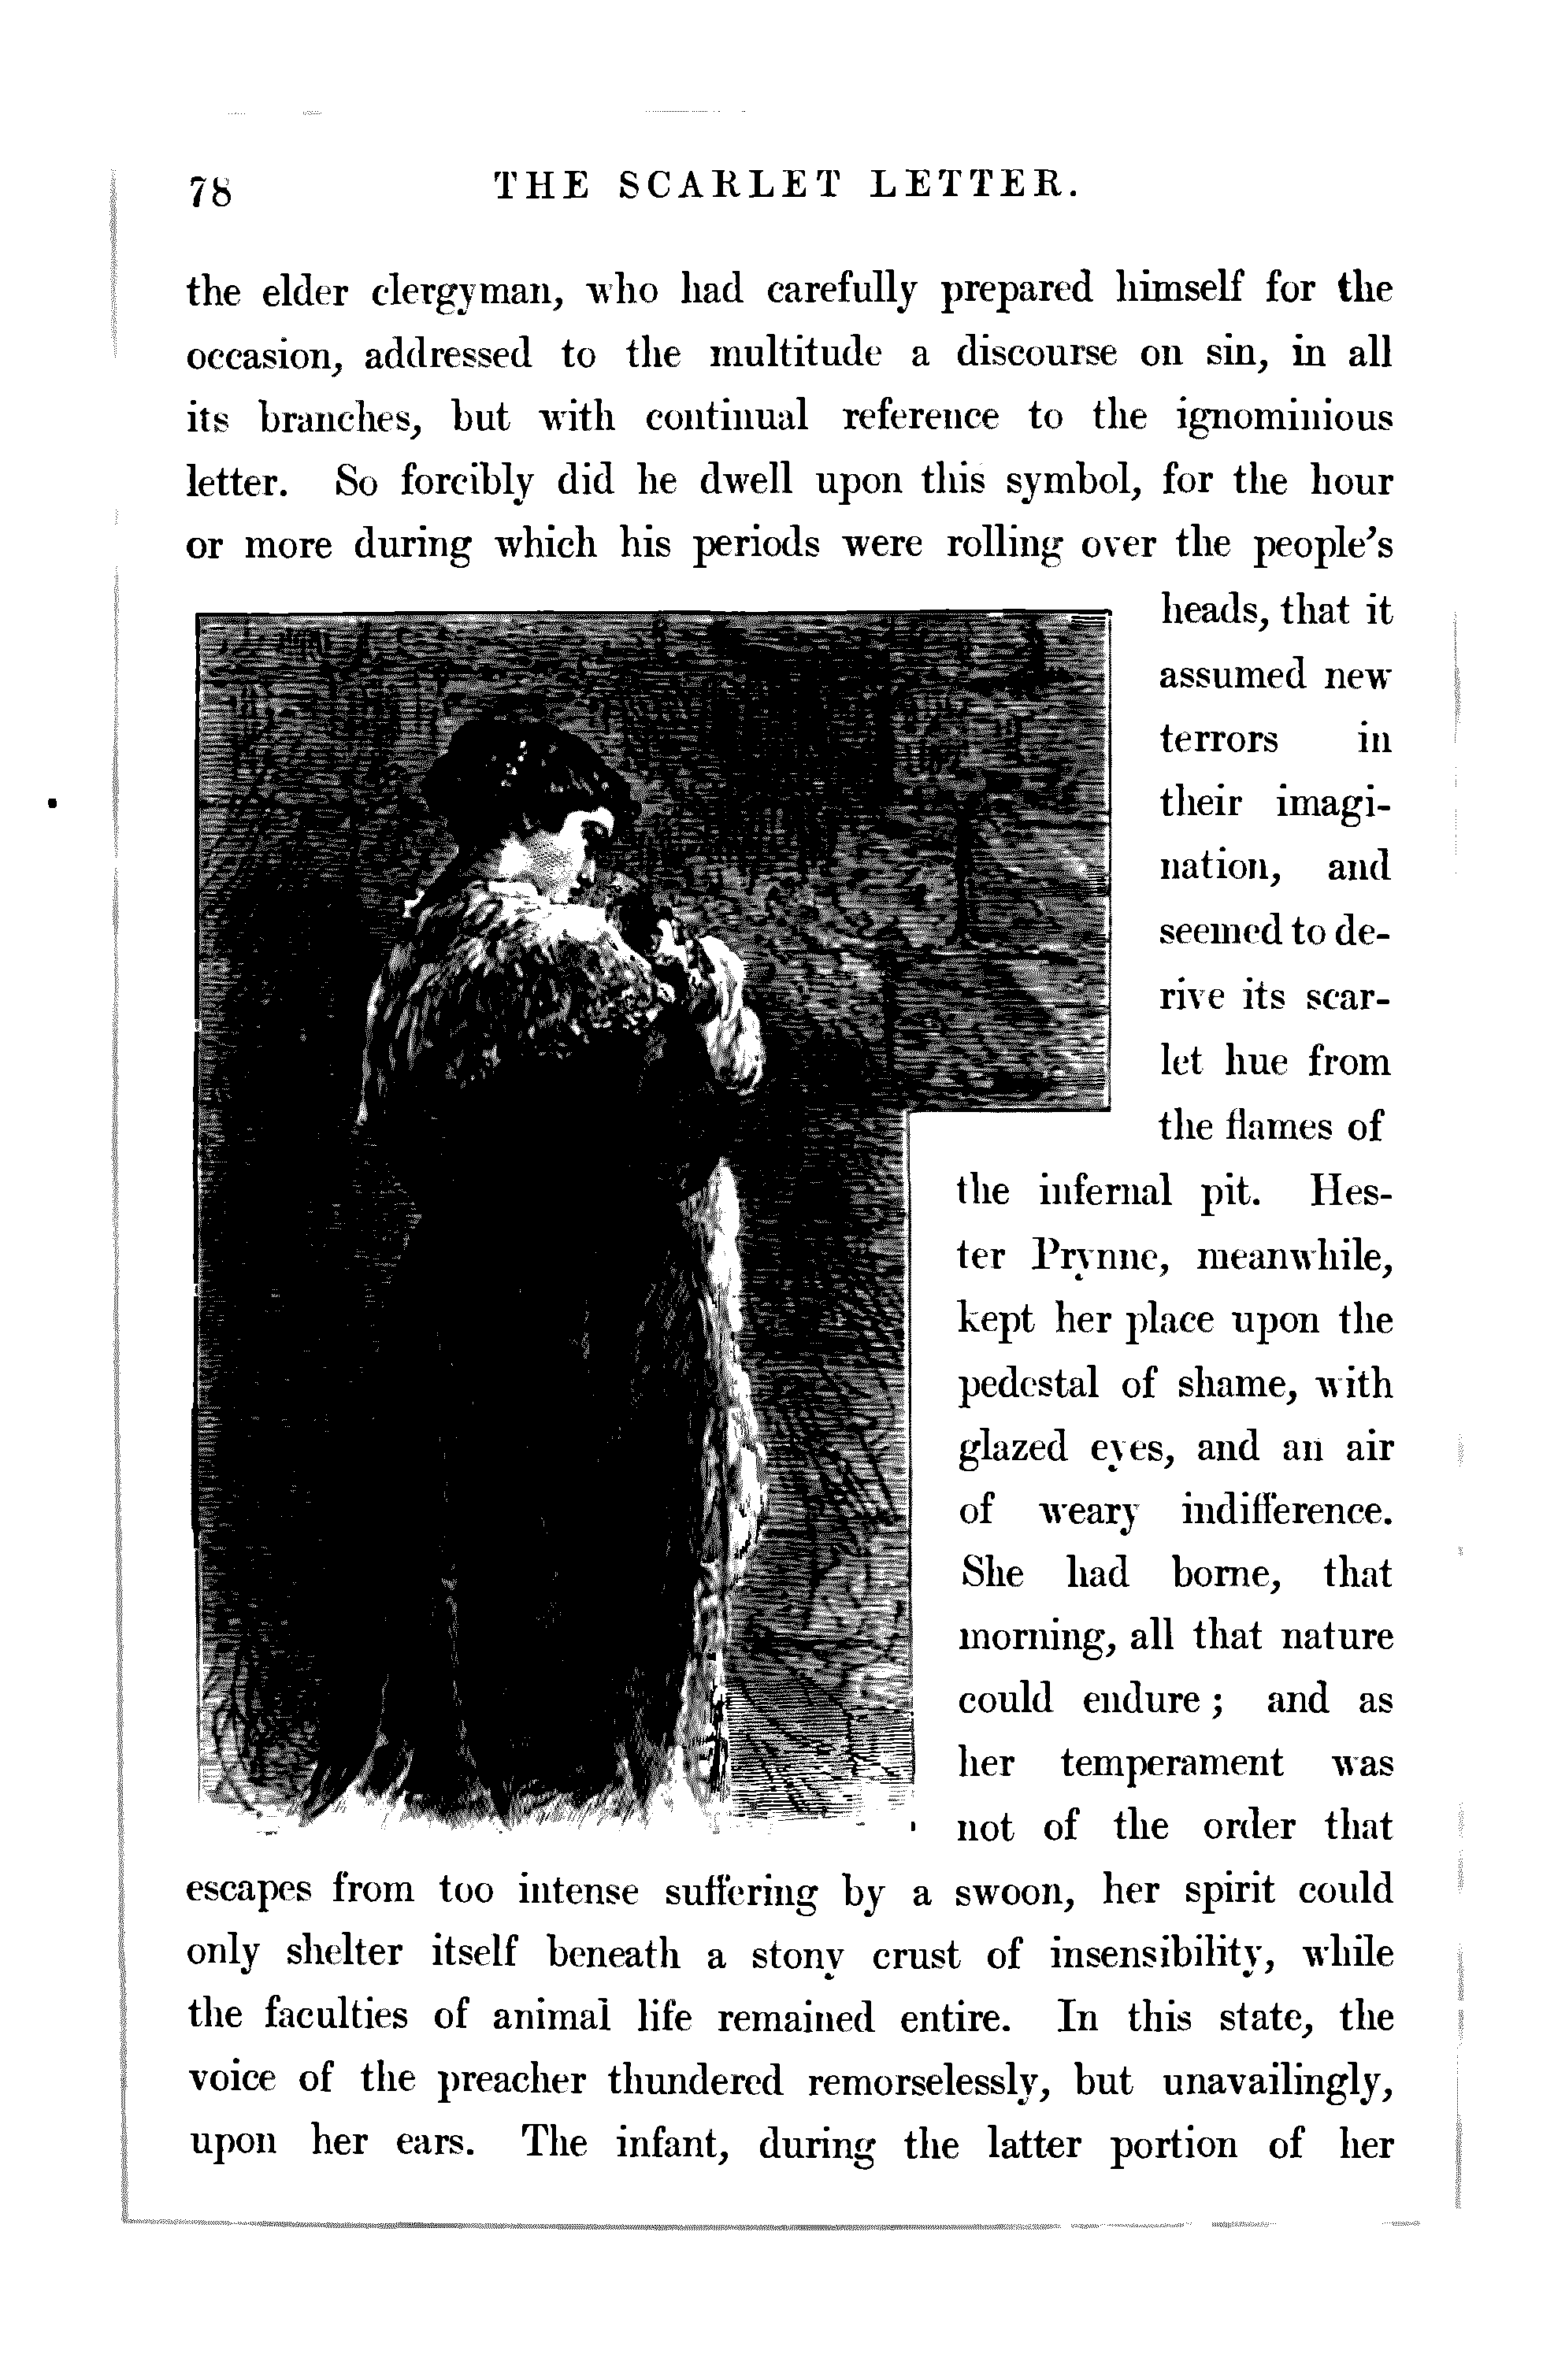 78 THE SCARLET LETTER.
the elder clergyman, who had carefully prepared himself for the
occasion, addressed to the multitude a discourse on sin, in all
its branches, but with continual reference to the ignominious
letter. So forcibly did he dwell upon this symbol, for the hour
or more during which his periods were rolling over the people's
heads, that it
assumed new
terrors in
their imagi-
nation, and
seemed to de-
rive its scar-
let hue from
the flames of
the infernal pit. Hes-
ter Prynne, meanwhile,
kept her place upon the
pedestal of shame, with
glazed eyes, and an air
of weary indifference.
She had borne, that
morning, all that nature
could endure; and as
her temperament was
not of the order that
escapes from too intense suffering by a swoon, her spirit could
only shelter itself beneath a stony crust of insensibility, while
the faculties of animal life remained entire. In this state, the
voice of the preacher thundered remorselessly, but unavailingly,
upon her ears. The infant, during the latter portion of her